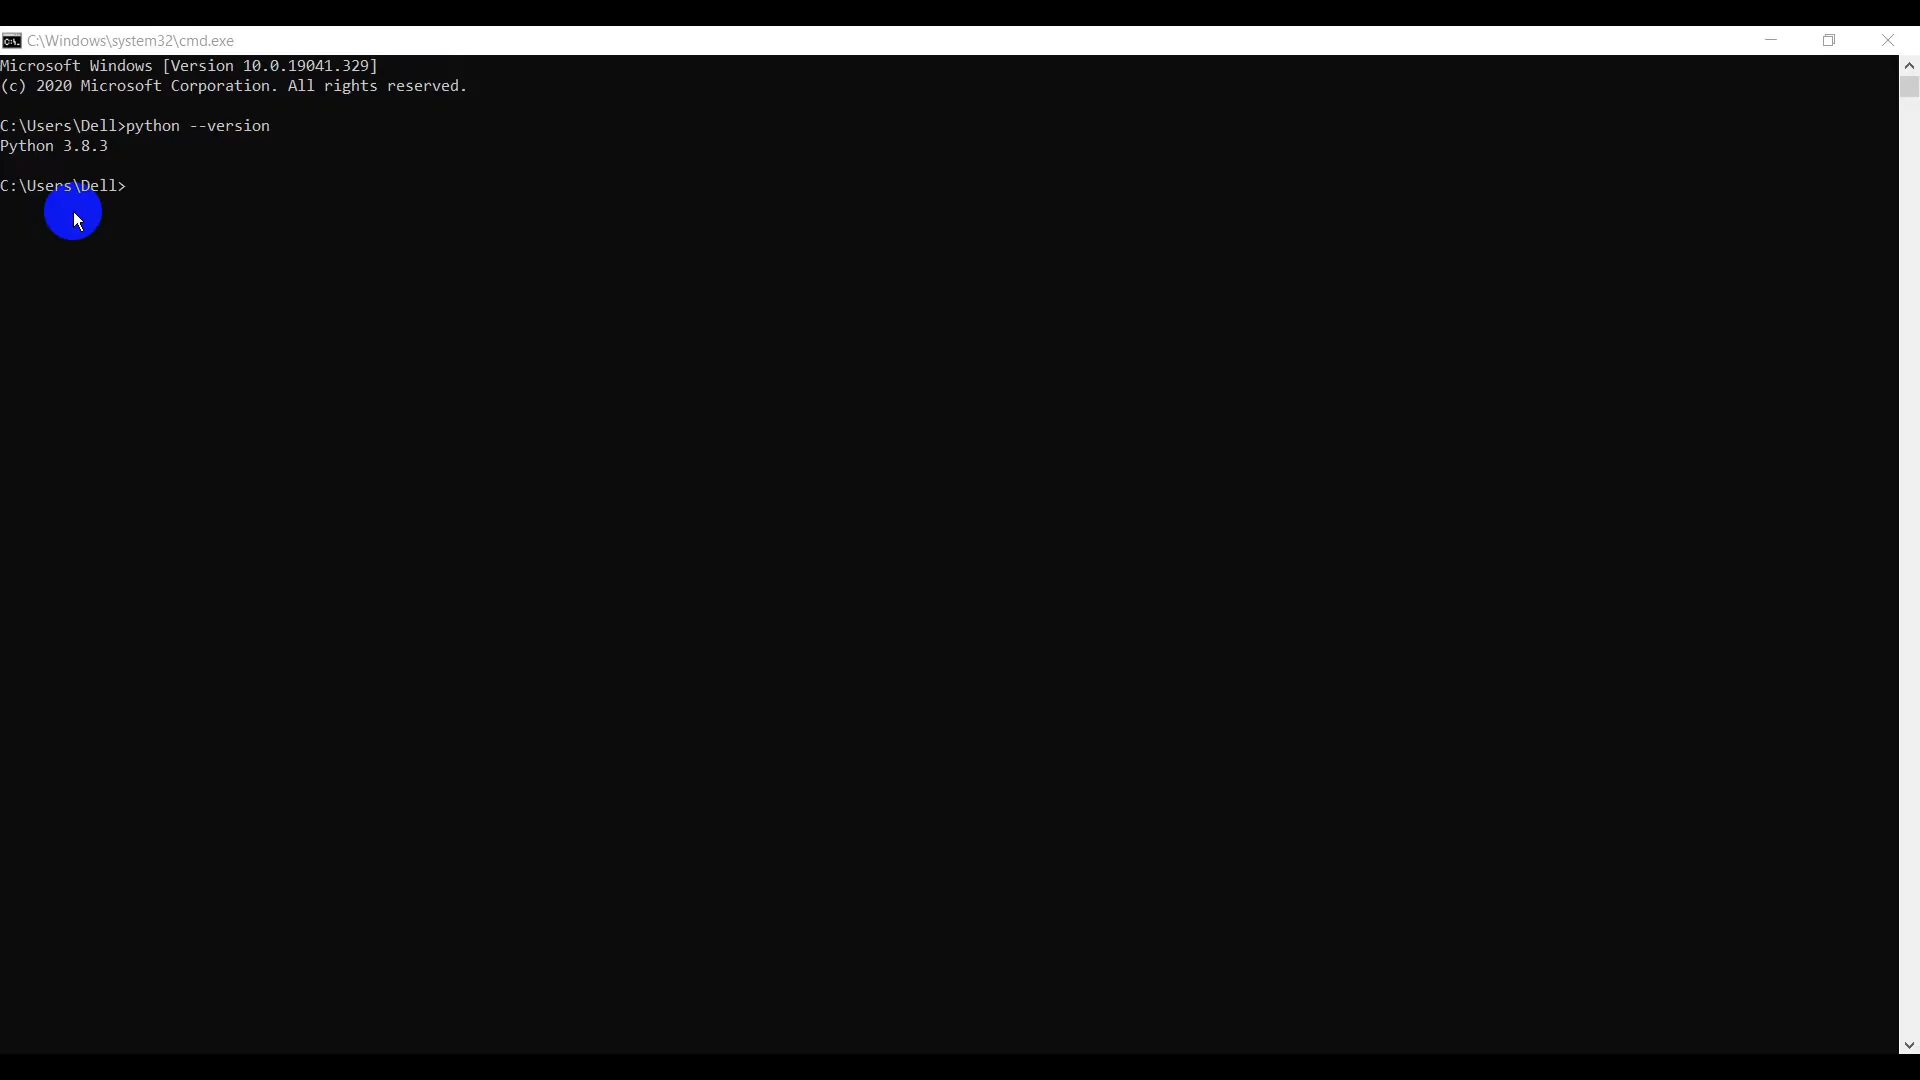 C:\Windows\system32\cmd.exe
Microsoft Windows [Version 10.0.19041.329]
(c) 2020 Microsoft Corporation. All rights reserved.
C:\Users\Dell>python --version
Python 3.8.3
C:\Users\Dell>